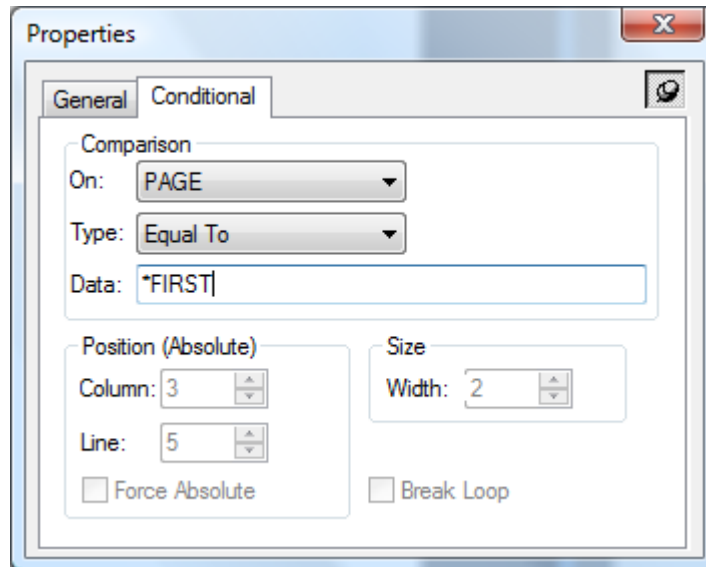 Properties
General Conditional
Comparison
On: PAGE
Type: Equal To
Data: *FIRST
Position (Absolute) Size
Column: 3 Width: 2
Line: 5
Force Absolute Break Loop